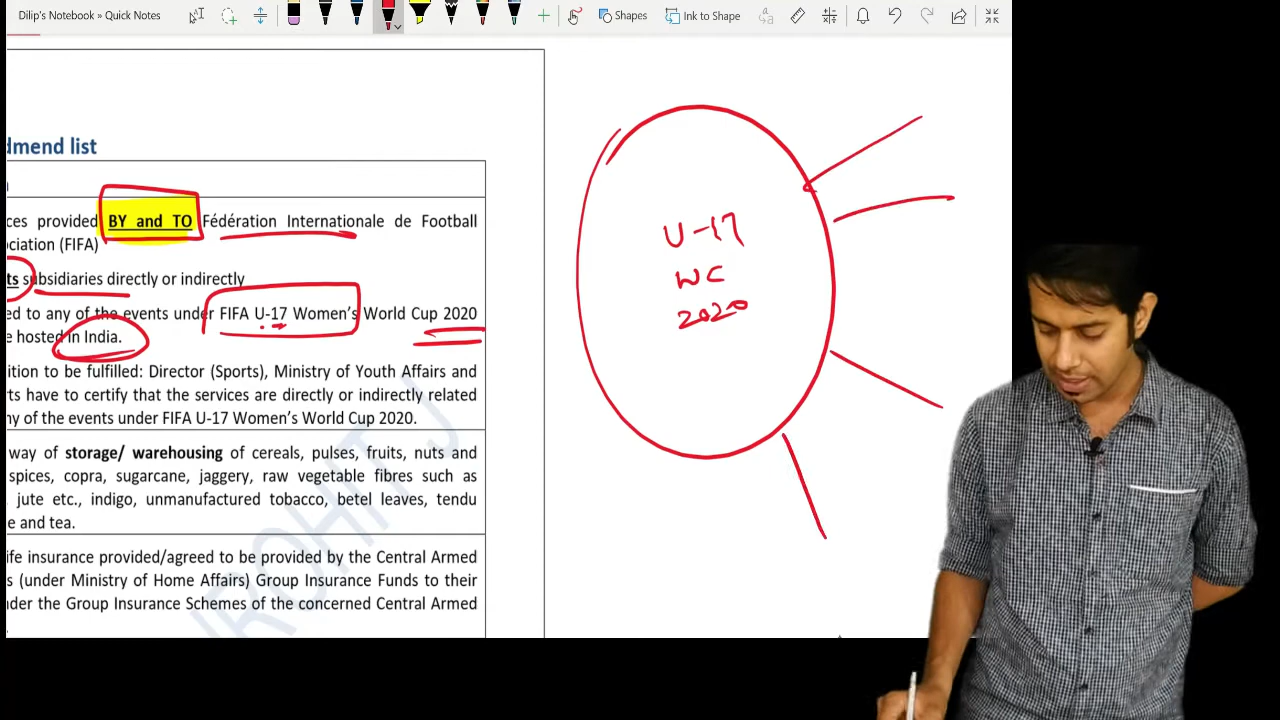 Dilip's Notebook » Quick Notes
Shapes
Ink to Shape
dmend list
ces provided BY and TO Fédération Internationale de Football
ciation (FIFA)
ts subsidiaries directly or indirectly
ed to any of the events under FIFA U-17 Women's World Cup 2020
e hosted in India.
ition to be fulfilled: Director (Sports), Ministry of Youth Affairs and
rts have to certify that the services are directly or indirectly related
ny of the events under FIFA U-17 Women's World Cup 2020.
way of storage/ warehousing of cereals, pulses, fruits, nuts and
spices, copra, sugarcane, jaggery, raw vegetable fibres such as
, jute etc., indigo, unmanufactured tobacco, betel leaves, tendu
e and tea.
ife insurance provided/agreed to be provided by the Central Armed
s (under Ministry of Home Affairs) Group Insurance Funds to their
nder the Group Insurance Schemes of the concerned Central Armed
U-17
WC
2020
ROHIT J